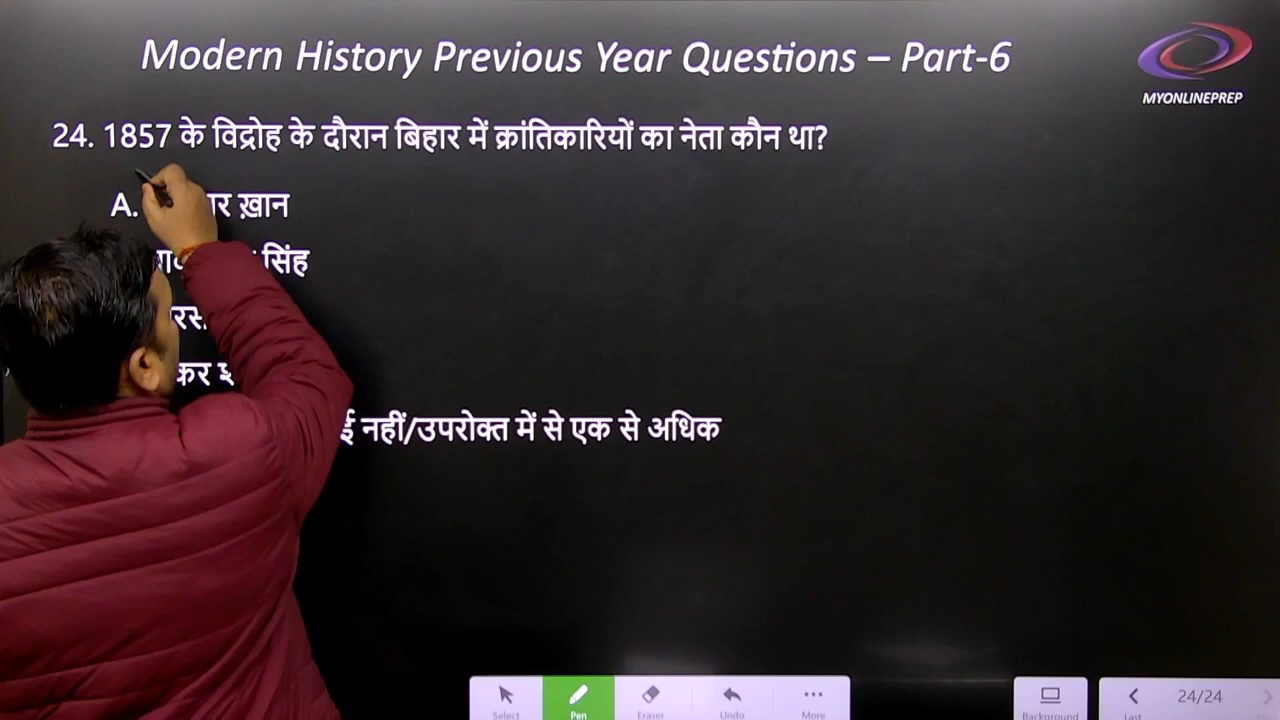 Modern History Previous Year Questions – Part-6
MYONLINEPREP
24. 1857 के विद्रोह के दौरान बिहार में क्रांतिकारियों का नेता कौन था?
A. ख़ान
सिंह
नहीं/उपरोक्त में से एक से अधिक
Select
Pen
Eraser
Undo
More
Background
24/24
Last